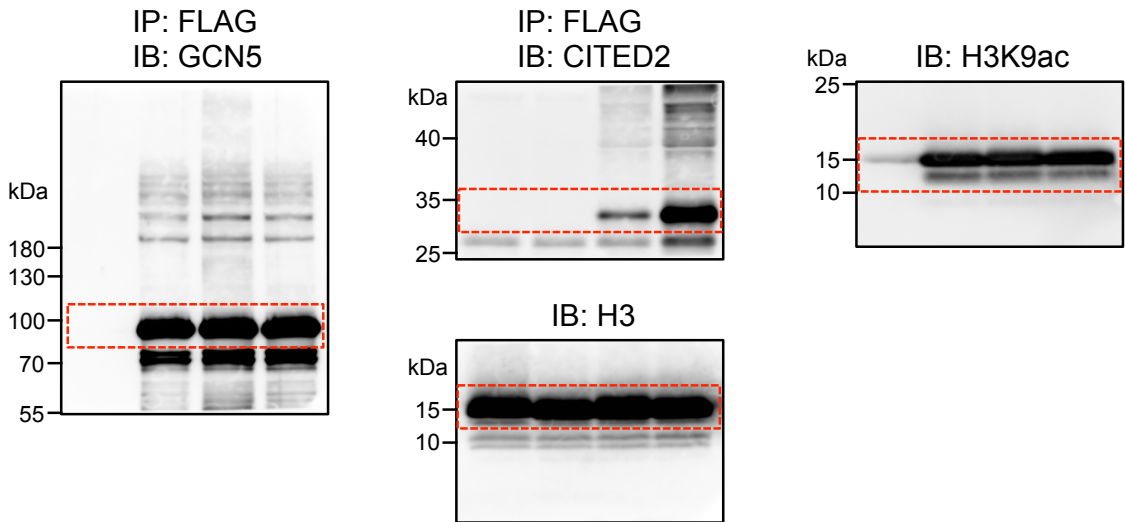 IP: FLAG
IB: GCN5
kDa
180
130
100
70
55
IP: FLAG
IB: CITED2
kDa
40
35
25
IB: H3
kDa
15
10
kDa
IB: H3K9ac
25
15
10